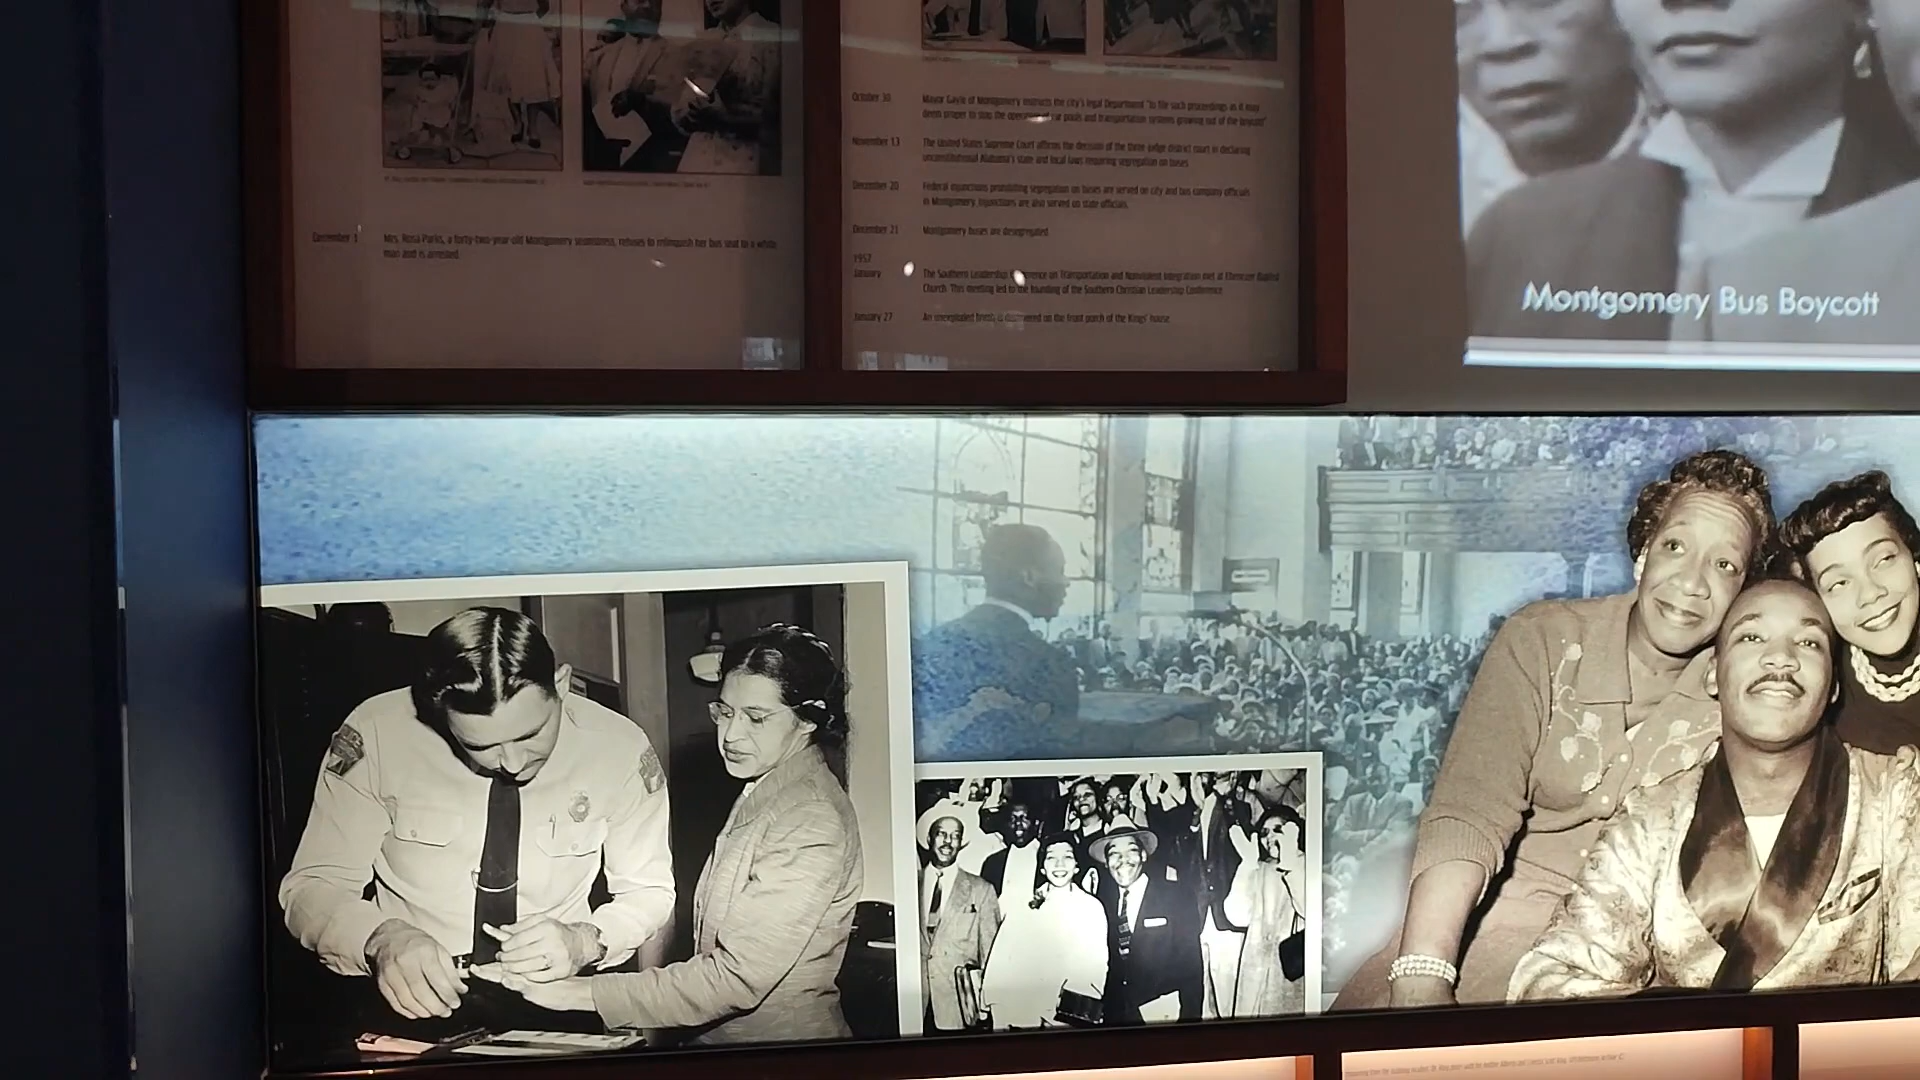 December 1 Mrs. Rosa Parks, a forty-two-year-old Montgomery seamstress, refuses to relinquish her bus seat to a white
man and is arrested.
October 30 Mayor Gayle of Montgomery instructs the city's legal Department "to file such proceedings as it may
deem proper to stop the operation of car pools and transportation systems growing out of the boycott"
November 13 The United States Supreme Court affirms the decision of the three-judge district court in declaring
unconstitutional Alabama's state and local laws requiring segregation on buses
December 20 Federal injunctions prohibiting segregation on buses are served on city and bus company officials
in Montgomery. Injunctions are also served on state officials.
December 21 Montgomery buses are desegregated
1957
January The Southern Leadership Conference on Transportation and Nonviolent Integration met at Ebenezer Baptist
Church. This meeting led to the founding of the Southern Christian Leadership Conference
January 27 An unexploded bomb is discovered on the front porch of the Kings' house.
Montgomery Bus Boycott